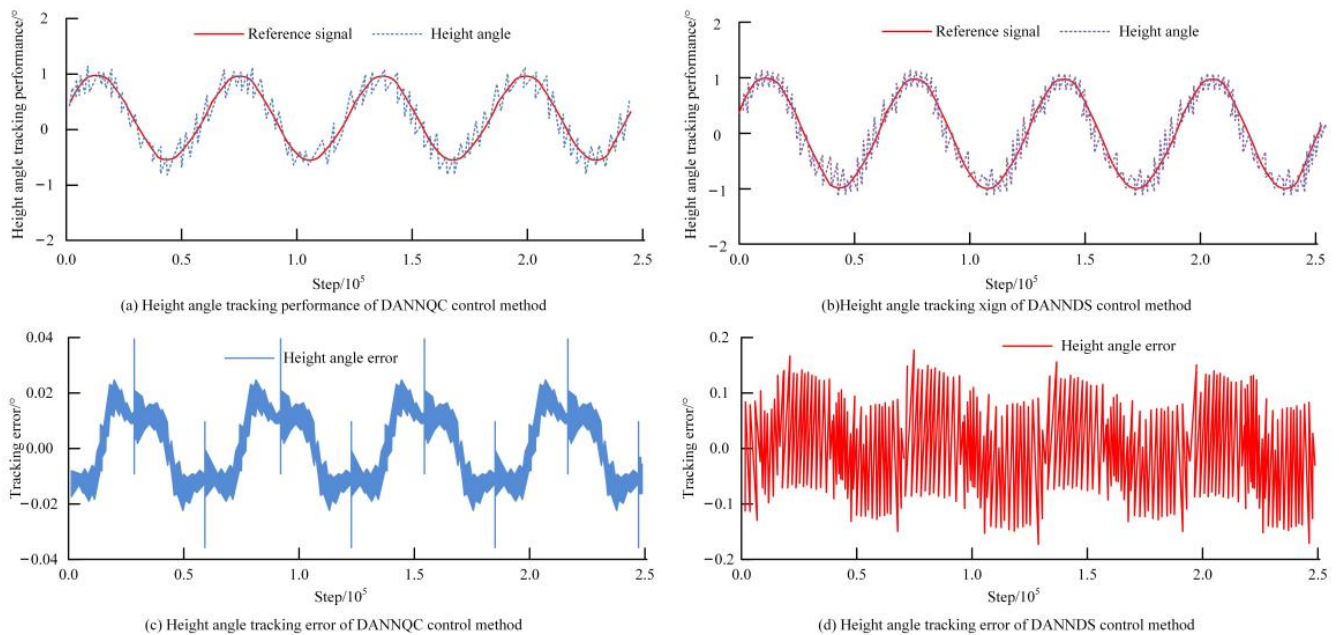 Height angle tracking performance/°
2
1
0
−1
−2
Reference signal
Height angle
0.0
0.5
1.0
1.5
2.0
2.5
Step/10⁵
(a) Height angle tracking performance of DANNQC control method
Height angle tracking performance/°
2
1
0
−1
−2
Reference signal
Height angle
0.0
0.5
1.0
1.5
2.0
2.5
Step/10⁵
(b)Height angle tracking xign of DANNDS control method
Tracking error/°
0.04
0.02
0.00
−0.02
−0.04
Height angle error
0.0
0.5
1.0
1.5
2.0
2.5
Step/10⁵
(c) Height angle tracking error of DANNQC control method
Tracking error/°
0.2
0.1
0.0
−0.1
−0.2
Height angle error
0.0
0.5
1.0
1.5
2.0
2.5
Step/10⁵
(d) Height angle tracking error of DANNDS control method